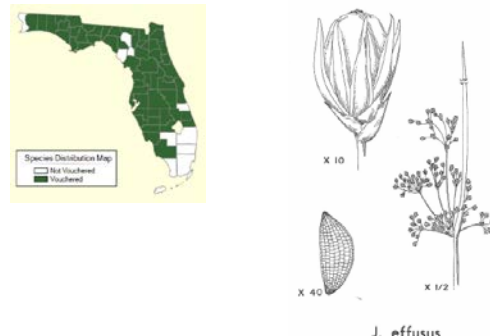 Species Distribution Map
Not Vouchered
Vouchered
X 10
X 40
X 1/2
J. effusus